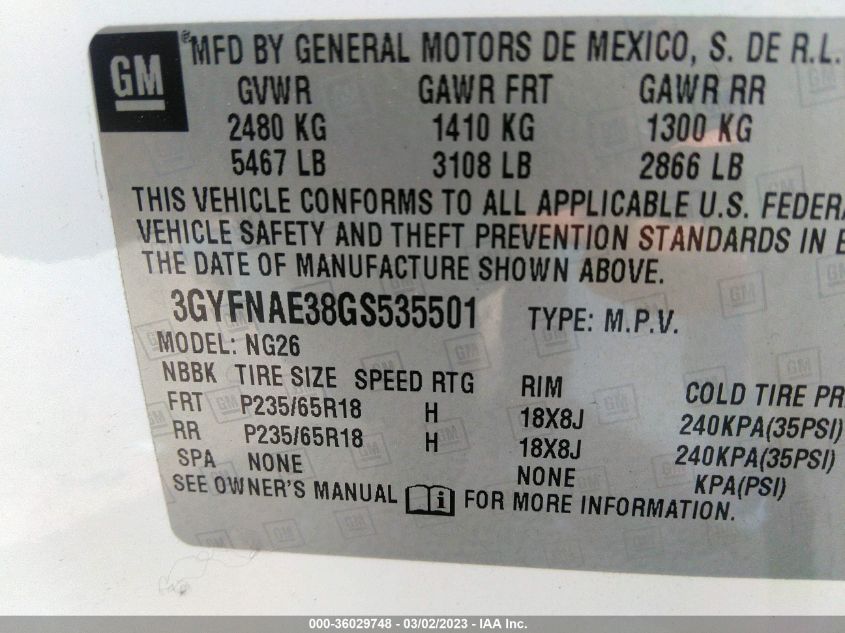 GM ® MFD BY GENERAL MOTORS DE MEXICO, S. DE R.L.
GVWR GAWR FRT GAWR RR
2480 KG 1410 KG 1300 KG
5467 LB 3108 LB 2866 LB
THIS VEHICLE CONFORMS TO ALL APPLICABLE U.S. FEDERA
VEHICLE SAFETY AND THEFT PREVENTION STANDARDS IN E
THE DATE OF MANUFACTURE SHOWN ABOVE.
3GYFNAE38GS535501 TYPE: M.P.V.
MODEL: NG26
NBBK TIRE SIZE SPEED RTG RIM COLD TIRE PR
FRT P235/65R18 H 18X8J 240KPA(35PSI)
RR P235/65R18 H 18X8J 240KPA(35PSI)
SPA NONE NONE KPA(PSI)
SEE OWNER'S MANUAL i FOR MORE INFORMATION.
000-36029748 - 03/02/2023 - IAA Inc.